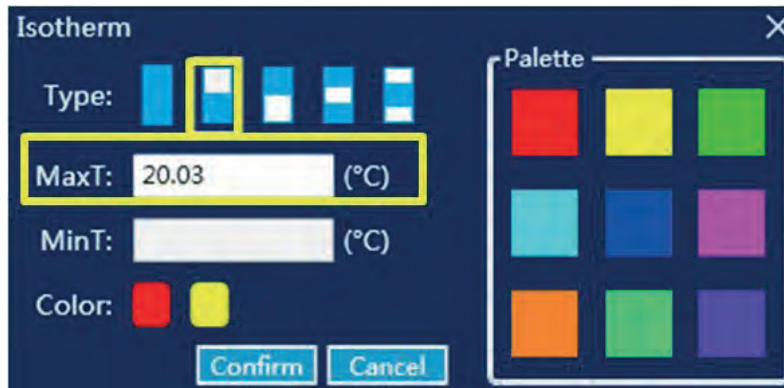 Isotherm
Palette
Type:
MaxT: 20.03 (°C)
MinT: (°C)
Color:
Confirm Cancel